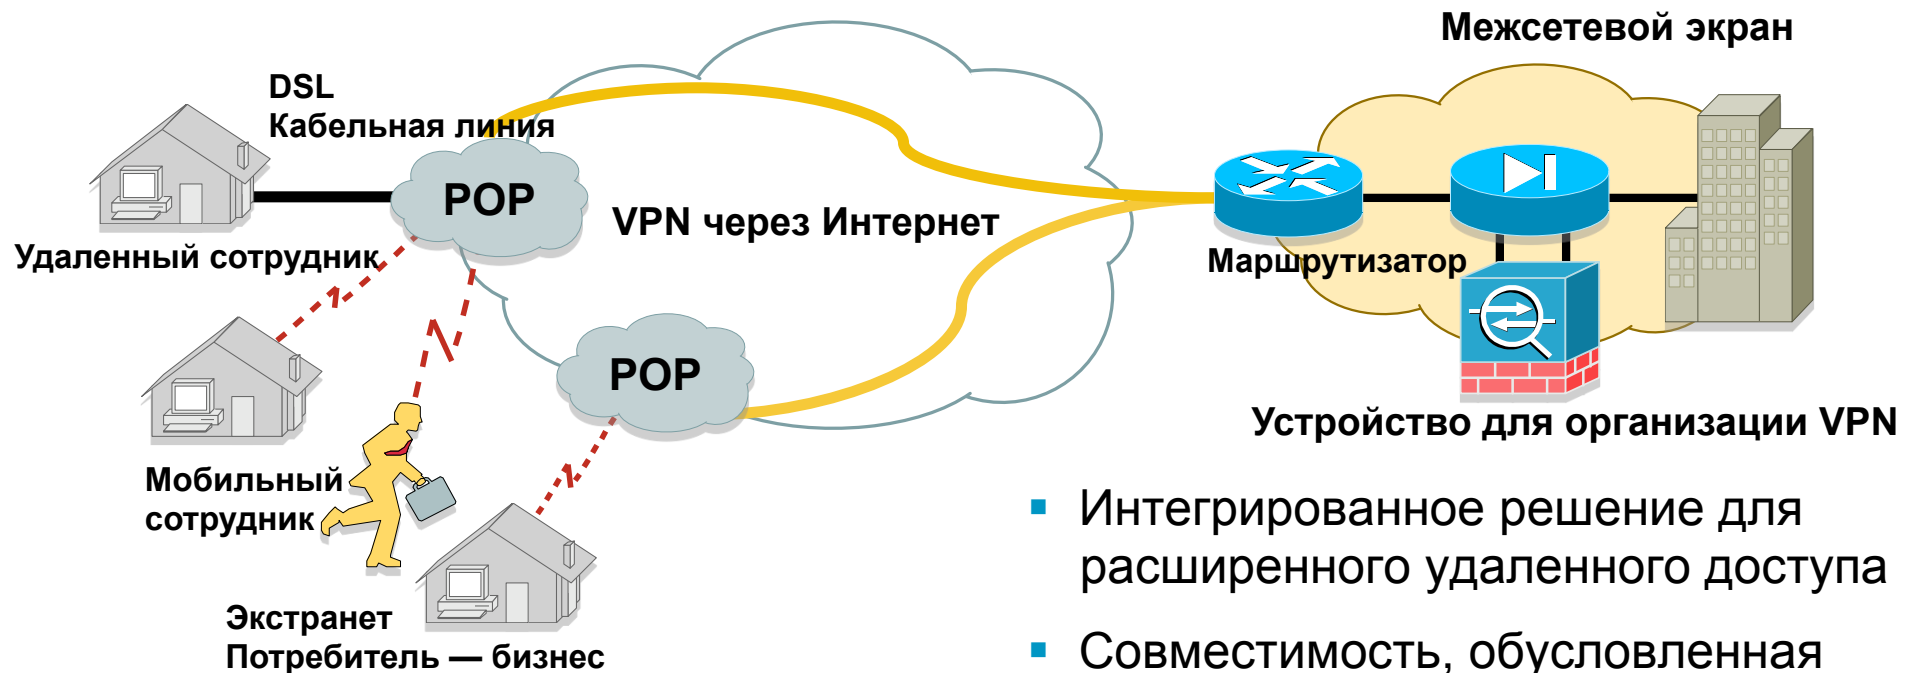 Межсетевой экран
DSL
Кабельная линия
POP
VPN через Интернет
Удаленный сотрудник
Маршрутизатор
POP
Устройство для организации VPN
Мобильный
сотрудник
Экстранет
Потребитель — бизнес
Интегрированное решение для
расширенного удаленного доступа
Совместимость, обусловленная